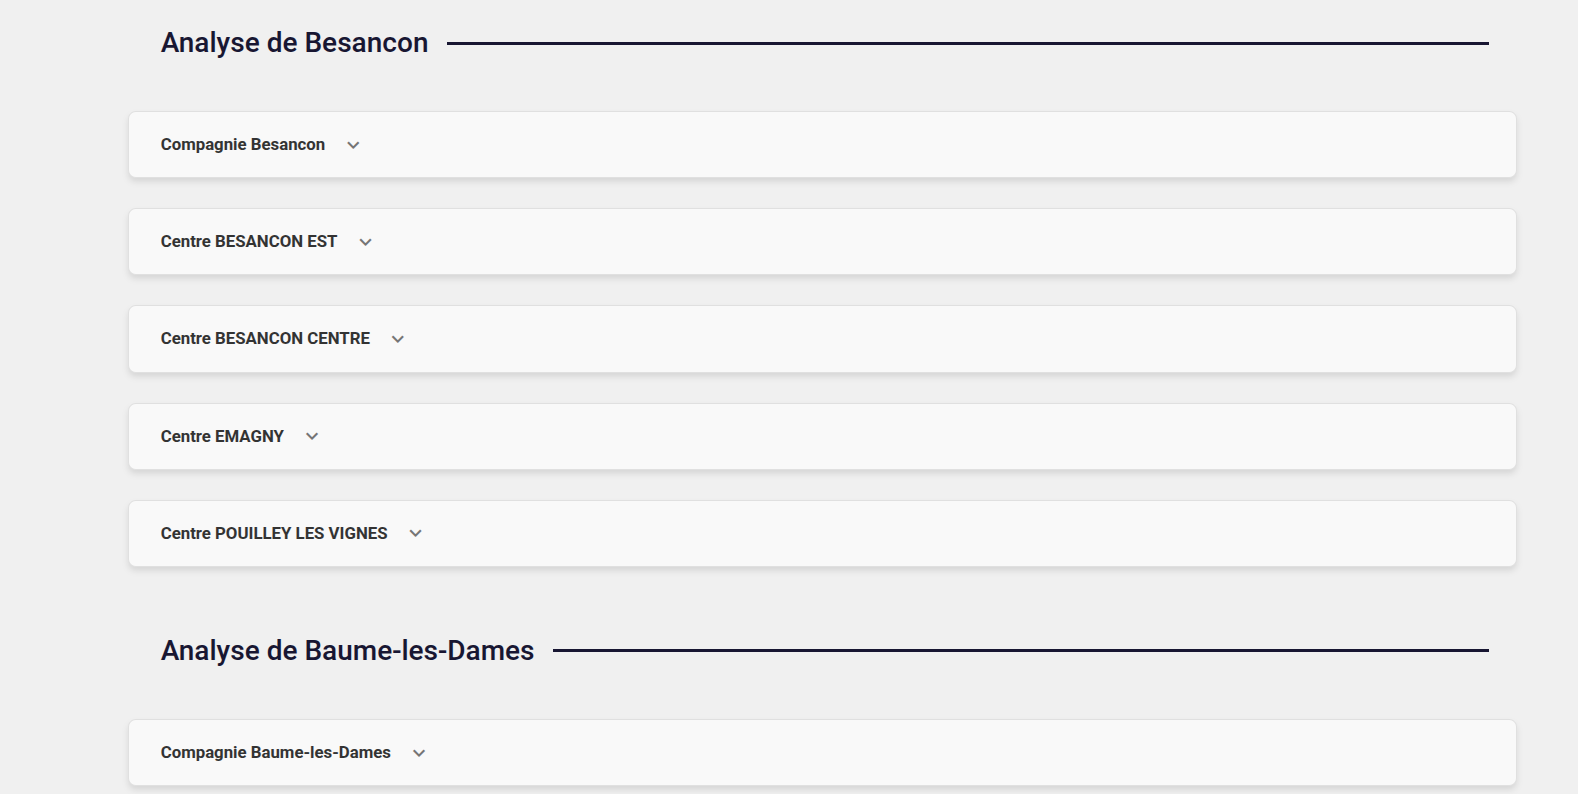 Analyse de Besancon
Compagnie Besancon
Centre BESANCON EST
Centre BESANCON CENTRE
Centre EMAGNY
Centre POUILLEY LES VIGNES
Analyse de Baume-les-Dames
Compagnie Baume-les-Dames